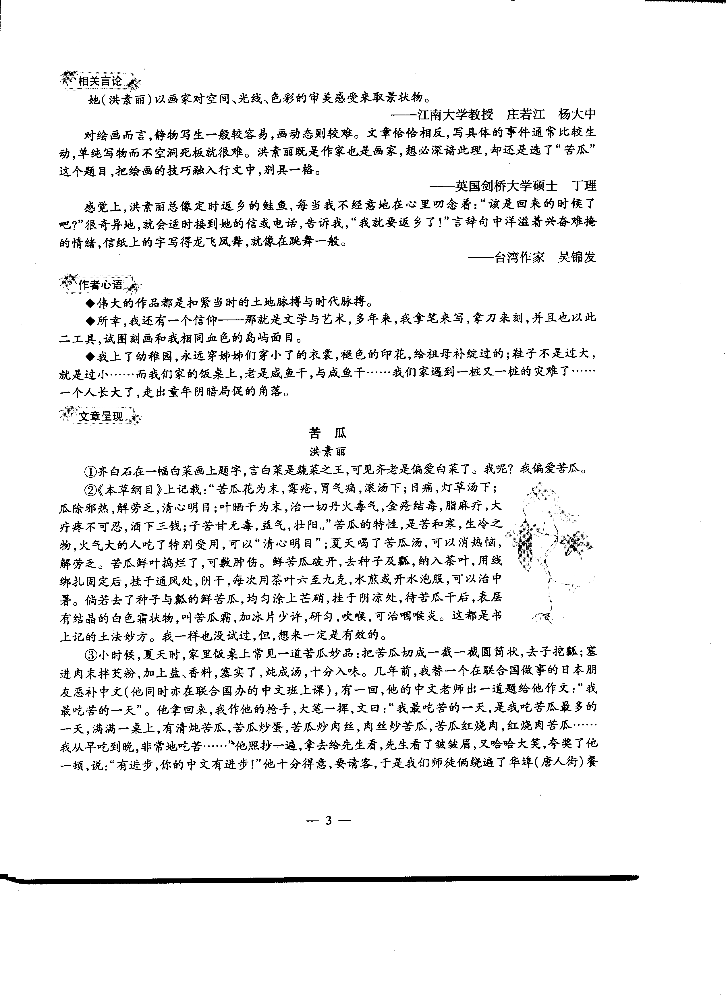 相关言论
她(洪素丽)以画家对空间、光线、色彩的审美感受来取景状物。
——江南大学教授　庄若江　杨大中
对绘画而言,静物写生一般较容易,画动态则较难。文章恰恰相反,写具体的事件通常比较生
动,单纯写物而不空洞死板就很难。洪素丽既是作家也是画家,想必深谙此理,却还是选了“苦瓜”
这个题目,把绘画的技巧融入行文中,别具一格。
——英国剑桥大学硕士　丁理
感觉上,洪素丽总像定时返乡的鲑鱼,每当我不经意地在心里叨念着:“该是回来的时候了
吧?”很奇异地,就会适时接到她的信或电话,告诉我,“我就要返乡了!”言辞句中洋溢着兴奋难掩
的情绪,信纸上的字写得龙飞凤舞,就像在跳舞一般。
——台湾作家　吴锦发
作者心语
◆伟大的作品都是扣紧当时的土地脉搏与时代脉搏。
◆所幸,我还有一个信仰——那就是文学与艺术,多年来,我拿笔来写,拿刀来刻,并且也以此
二工具,试图刻画和我相同血色的岛屿面目。
◆我上了幼稚园,永远穿姊姊们穿小了的衣裳,褪色的印花,给祖母补绽过的;鞋子不是过大,
就是过小……而我们家的饭桌上,老是咸鱼干,与咸鱼干……我们家遇到一桩又一桩的灾难了……
一个人长大了,走出童年阴暗局促的角落。
文章呈现
苦　瓜
洪素丽
①齐白石在一幅白菜画上题字,言白菜是蔬菜之王,可见齐老是偏爱白菜了。我呢?我偏爱苦瓜。
②《本草纲目》上记载:“苦瓜花为末,霉疮,胃气痛,滚汤下;目痛,灯草汤下;
瓜除邪热,解劳乏,清心明目;叶晒干为末,治一切丹火毒气,金疮结毒,脂麻疔,大
疔疼不可忍,酒下三钱;子苦甘无毒,益气,壮阳。”苦瓜的特性,是苦和寒,生冷之
物,火气大的人吃了特别受用,可以“清心明目”;夏天喝了苦瓜汤,可以消热恼,
解劳乏。苦瓜鲜叶捣烂了,可敷肿伤。鲜苦瓜破开,去种子及瓤,纳入茶叶,用线
绑扎固定后,挂于通风处,阴干,每次用茶叶六至九克,水煎或开水泡服,可以治中
暑。倘若去了种子与瓤的鲜苦瓜,均匀涂上芒硝,挂于阴凉处,待苦瓜干后,表层
有结晶的白色霜状物,叫苦瓜霜,加冰片少许,研匀,吹喉,可治咽喉炎。这都是书
上记的土法妙方。我一样也没试过,但,想来一定是有效的。
③小时候,夏天时,家里饭桌上常见一道苦瓜妙品:把苦瓜切成一截一截圆筒状,去子挖瓤;塞
进肉末拌芡粉,加上盐、香料,塞实了,炖成汤,十分入味。几年前,我替一个在联合国做事的日本朋
友恶补中文(他同时亦在联合国办的中文班上课),有一回,他的中文老师出一道题给他作文:“我
最吃苦的一天”。他拿回来,我作他的枪手,大笔一挥,文曰:“我最吃苦的一天,是我吃苦瓜最多的
一天,满满一桌上,有清炖苦瓜,苦瓜炒蛋,苦瓜炒肉丝,肉丝炒苦瓜,苦瓜红烧肉,红烧肉苦瓜……
我从早吃到晚,非常地吃苦……”他照抄一遍,拿去给先生看,先生看了皱皱眉,又哈哈大笑,夸奖了他
一顿,说:“有进步,你的中文有进步!”他十分得意,要请客,于是我们师徒俩绕遍了华埠(唐人街)餐
— 3 —